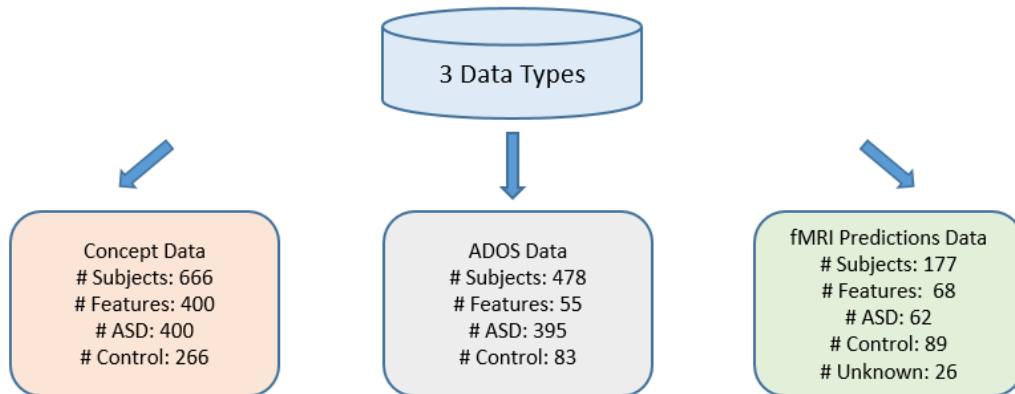 3 Data Types
Concept Data
# Subjects: 666
# Features: 400
# ASD: 400
# Control: 266
ADOS Data
# Subjects: 478
# Features: 55
# ASD: 395
# Control: 83
fMRI Predictions Data
# Subjects: 177
# Features:  68
# ASD: 62
# Control: 89
# Unknown: 26